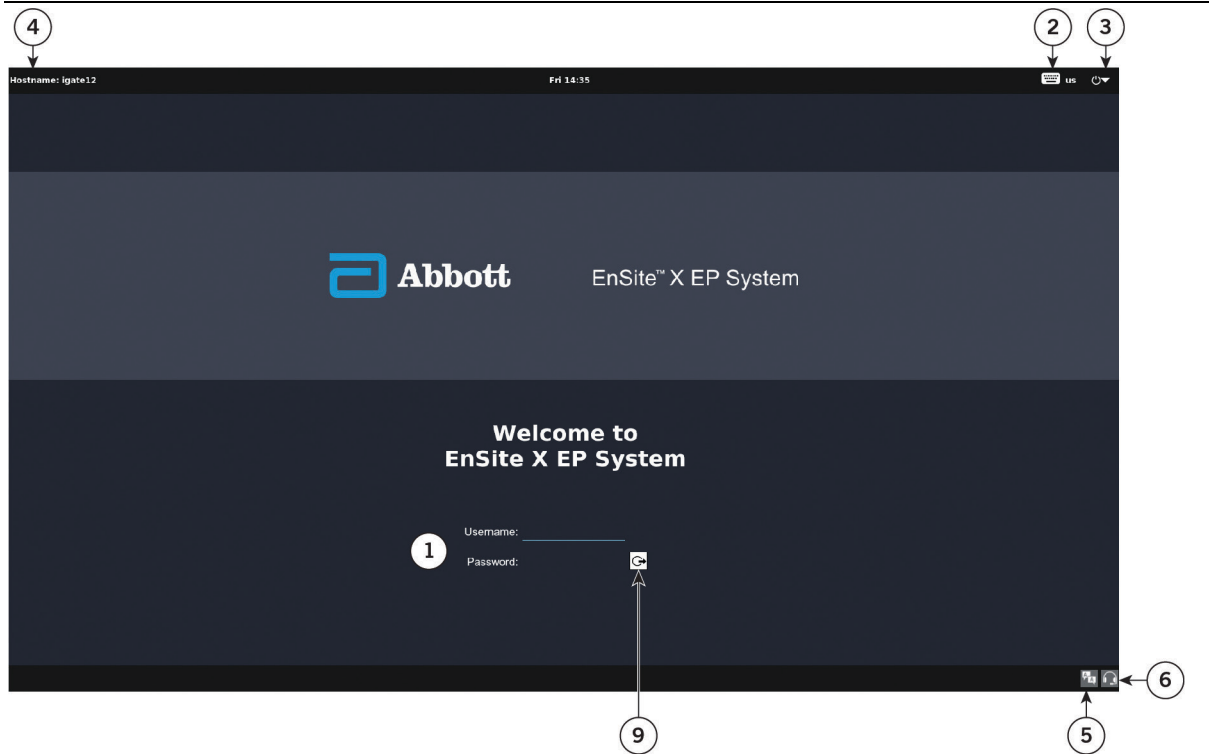 4
2
3
Hostname: igate12
Fri 14:35
us
Abbott
EnSite™ X EP System
Welcome to
EnSite X EP System
Username:
1
Password:
6
9
5